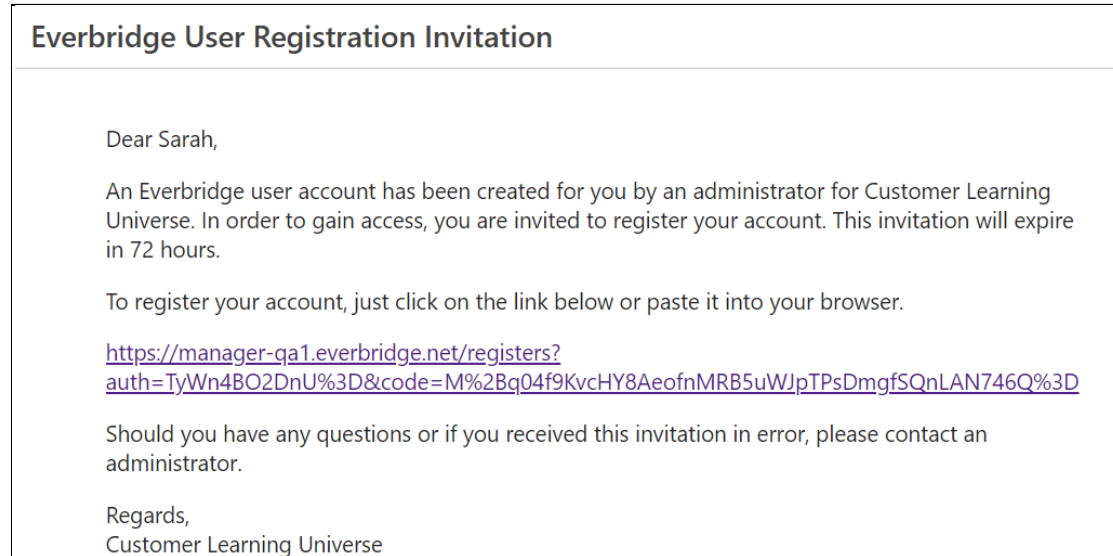 Everbridge User Registration Invitation
Dear Sarah,
An Everbridge user account has been created for you by an administrator for Customer Learning
Universe. In order to gain access, you are invited to register your account. This invitation will expire
in 72 hours.
To register your account, just click on the link below or paste it into your browser.
https://manager-qa1.everbridge.net/registers?
auth=TyWn4BO2DnU%3D&code=M%2Bq04f9KvcHY8AeofnMRB5uWJpTPsDmgfSQnLAN746Q%3D
Should you have any questions or if you received this invitation in error, please contact an
administrator.
Regards,
Customer Learning Universe